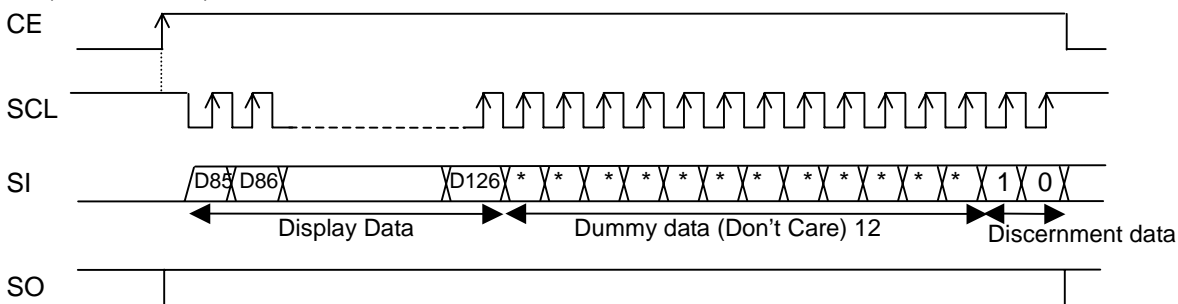 CE
SCL
SI D85 D86 D126 * * * * * * * * * * * * 1 0
Display Data Dummy data (Don't Care) 12 Discernment data
SO